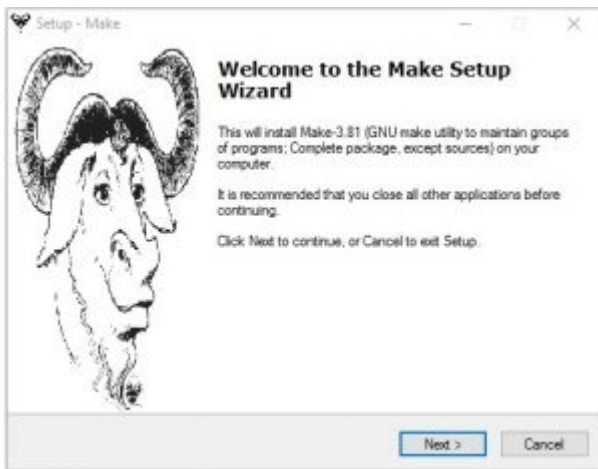 Setup - Make
Welcome to the Make Setup
Wizard
This will install Make-3.81 (GNU make utility to maintain groups
of programs; Complete package, except sources) on your
computer.
It is recommended that you close all other applications before
continuing.
Click Next to continue, or Cancel to exit Setup.
Next >
Cancel